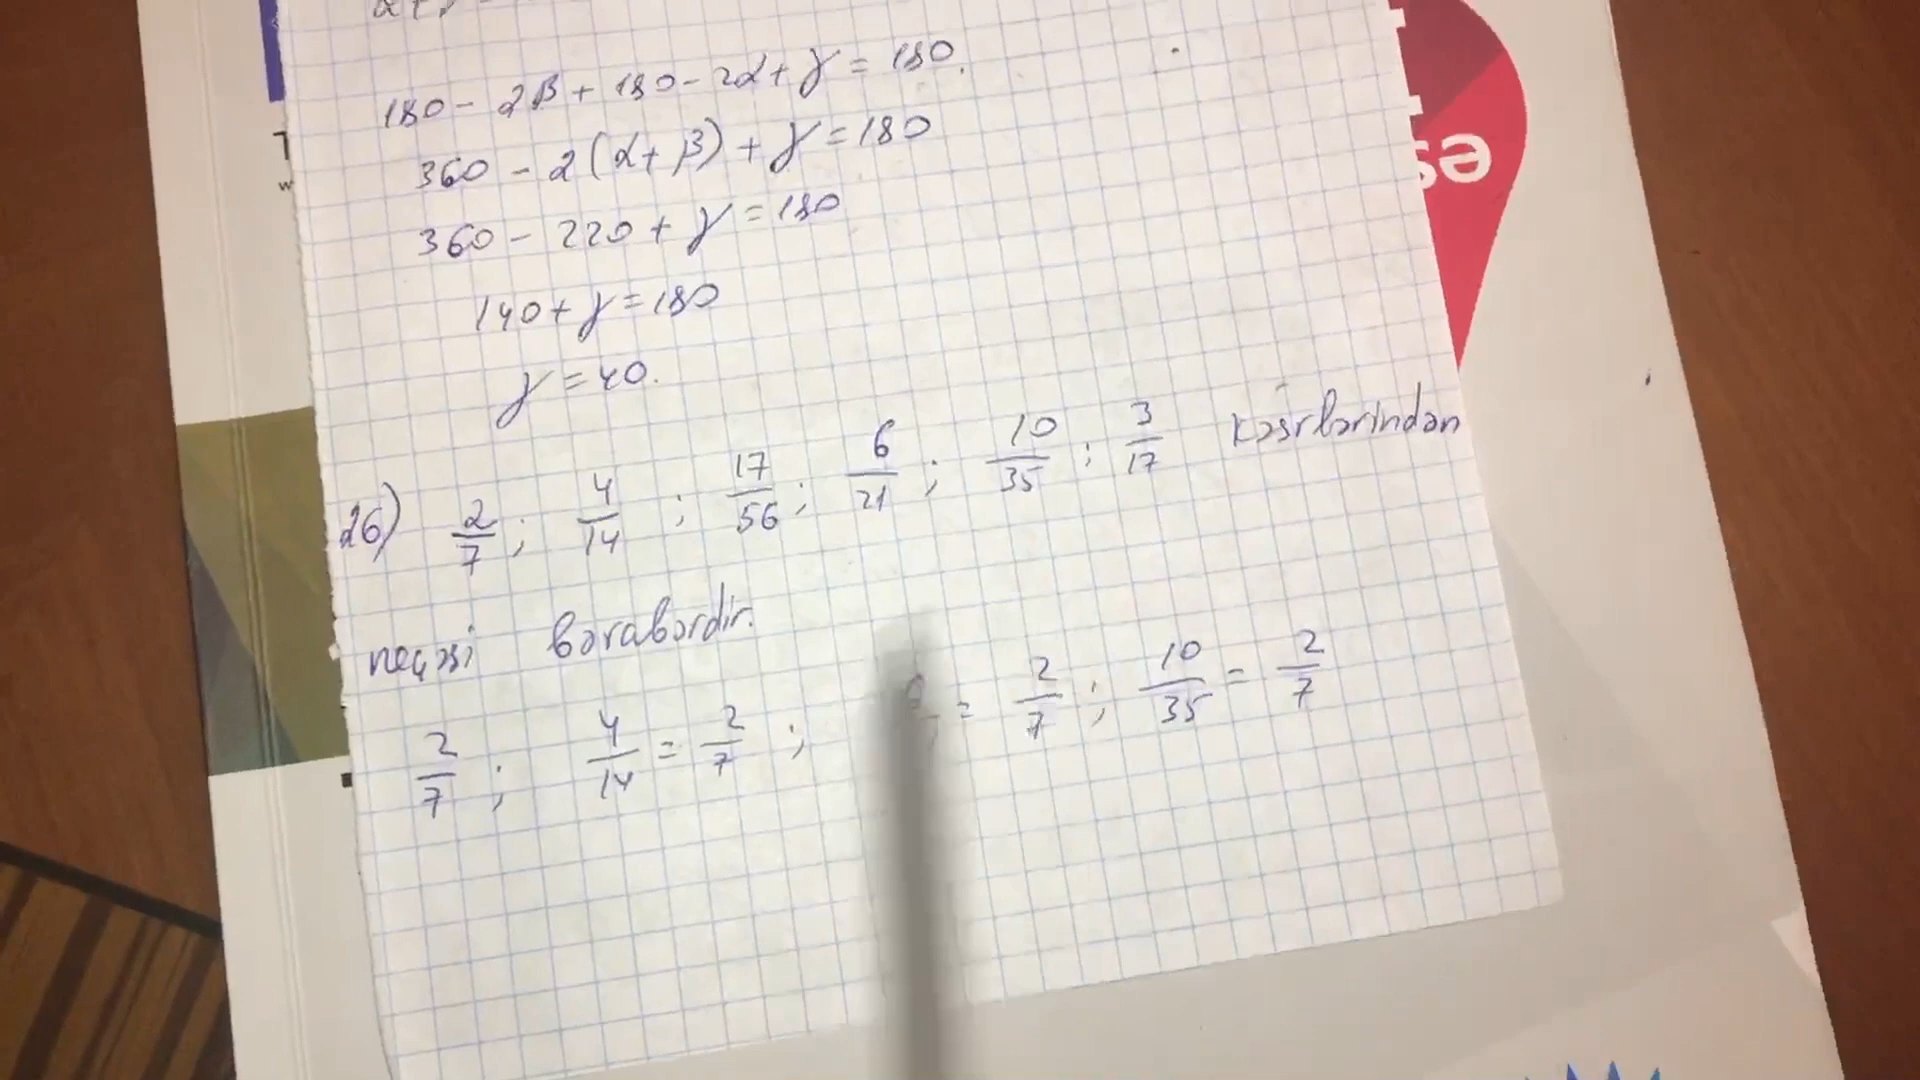 180 - 2β + 180 - 2α + γ = 180.
360 - 2(α + β) + γ = 180
360 - 220 + γ = 180
140 + γ = 180
γ = 40.
26) 2/7 ; 4/14 ; 17/56 ; 6/21 ; 10/35 ; 3/17 kəsrlərindən
neçəsi bərabərdir.
2/7 ; 4/14 = 2/7 ; = 2/7 ; 10/35 = 2/7
əs